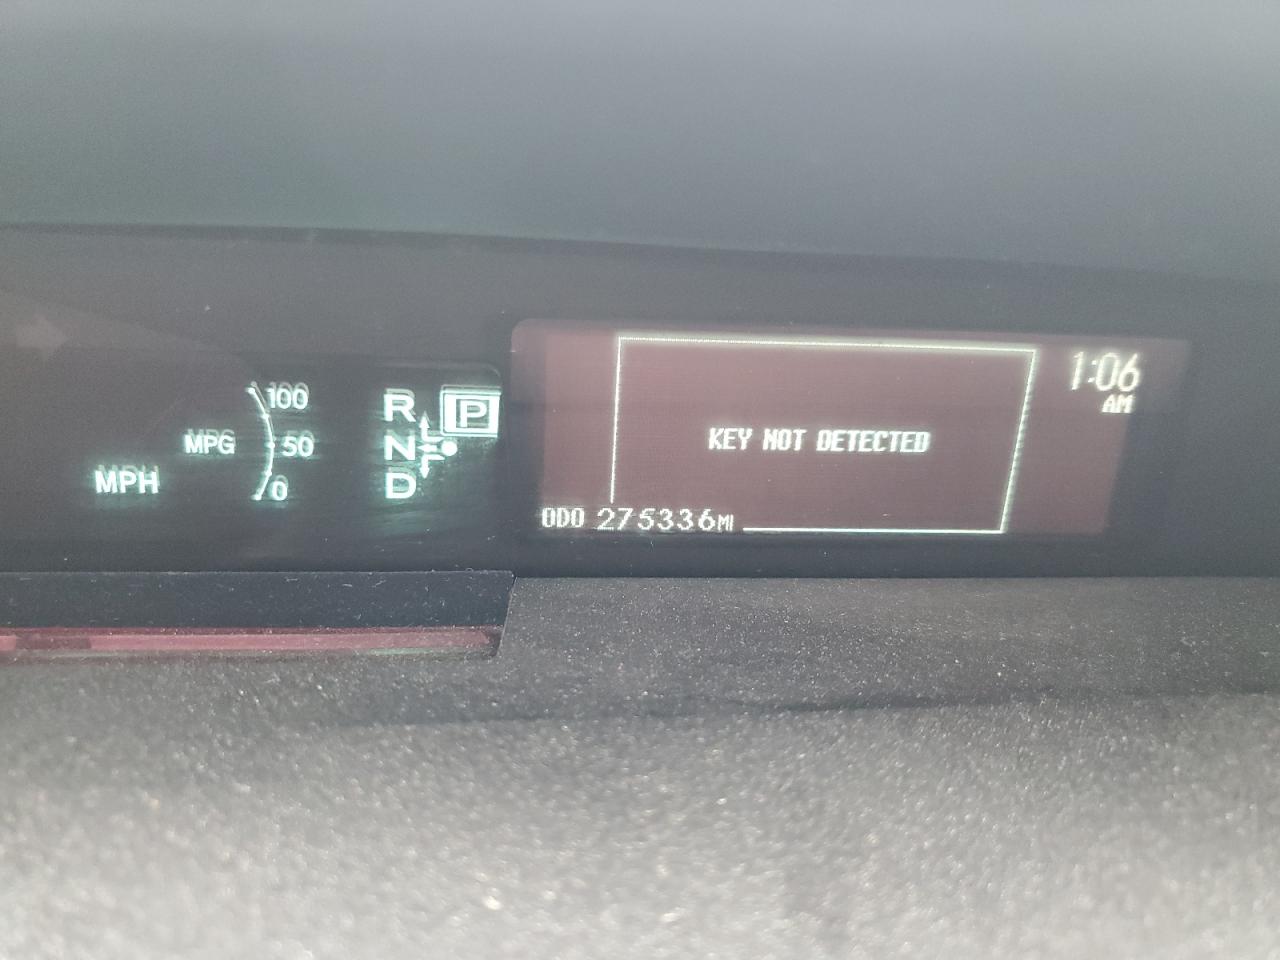 100
MPG 50
MPH 0
R P
N
D
1:06
AM
KEY NOT DETECTED
ODO 275336MI